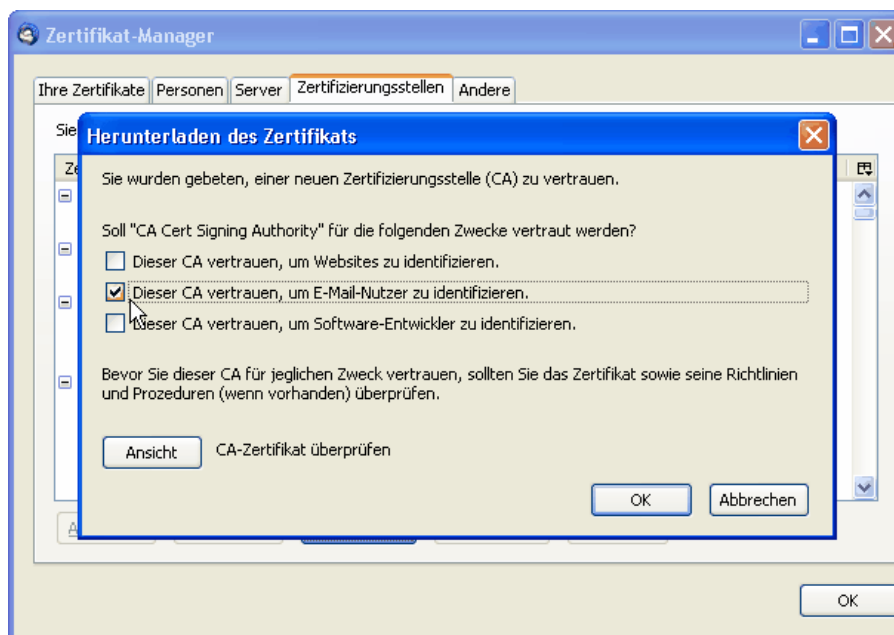 Zertifikat-Manager
Ihre Zertifikate Personen Server Zertifizierungsstellen Andere
Sie
Herunterladen des Zertifikats
Ze
Sie wurden gebeten, einer neuen Zertifizierungsstelle (CA) zu vertrauen.
Soll "CA Cert Signing Authority" für die folgenden Zwecke vertraut werden?
Dieser CA vertrauen, um Websites zu identifizieren.
Dieser CA vertrauen, um E-Mail-Nutzer zu identifizieren.
Dieser CA vertrauen, um Software-Entwickler zu identifizieren.
Bevor Sie dieser CA für jeglichen Zweck vertrauen, sollten Sie das Zertifikat sowie seine Richtlinien
und Prozeduren (wenn vorhanden) überprüfen.
Ansicht CA-Zertifikat überprüfen
OK Abbrechen
A
OK